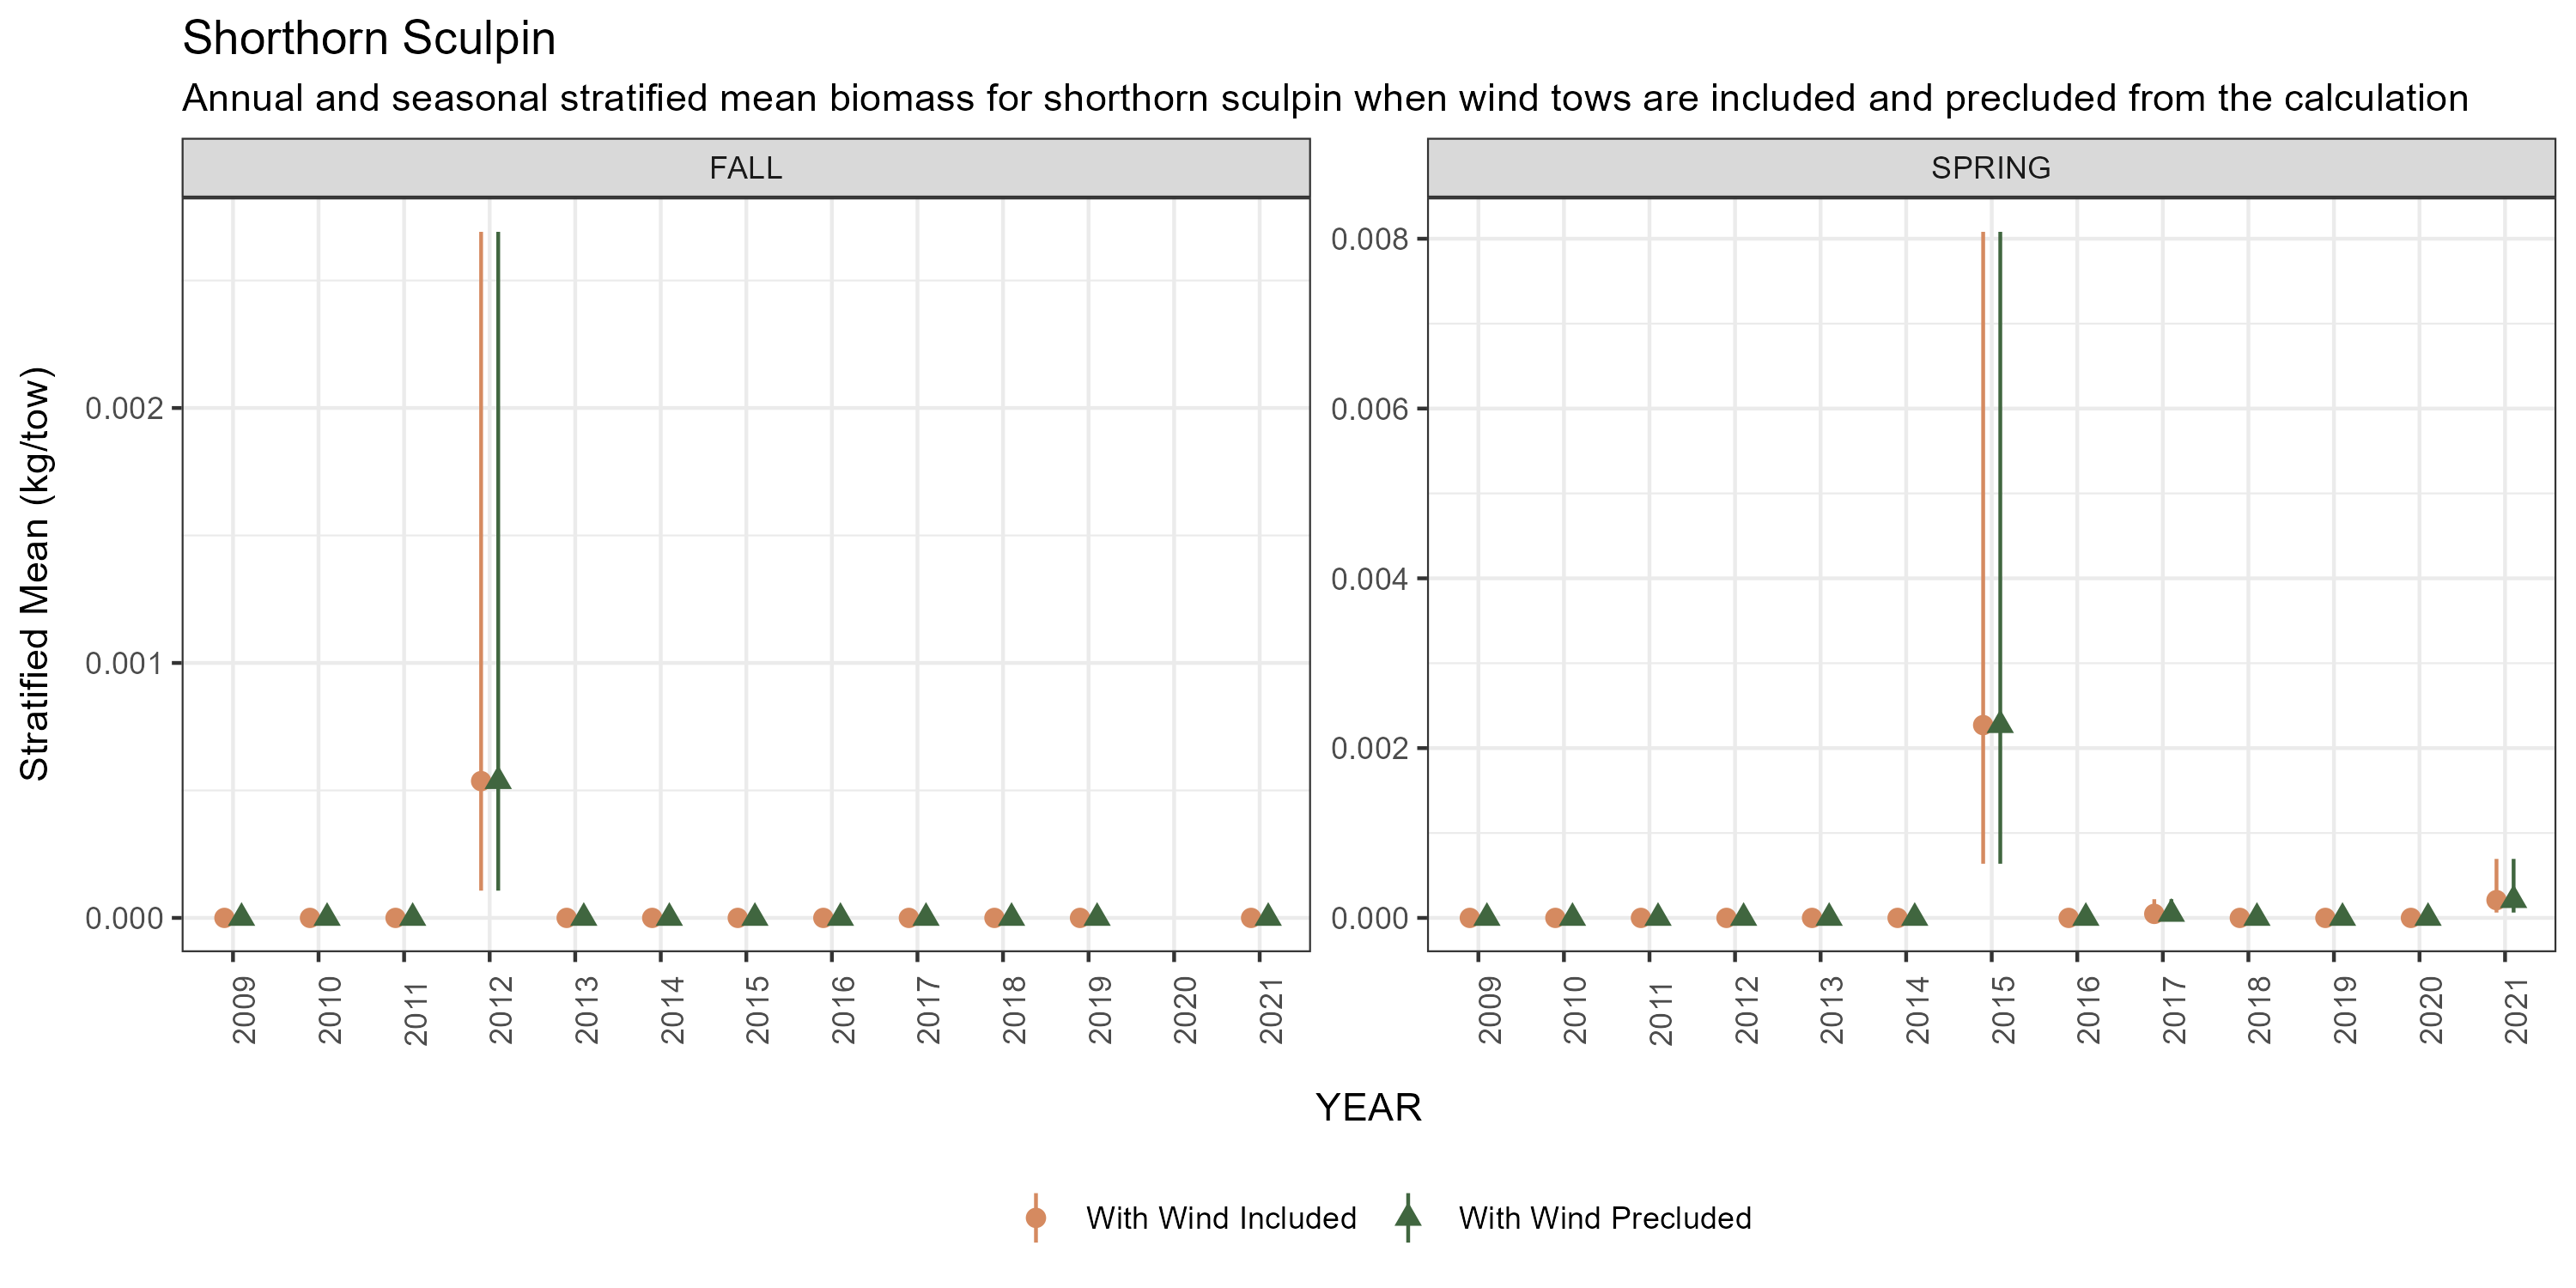 Shorthorn Sculpin
Annual and seasonal stratified mean biomass for shorthorn sculpin when wind tows are included and precluded from the calculation
FALL
SPRING
Stratified Mean (kg/tow)
0.002
0.001
0.000
0.008
0.006
0.004
0.002
0.000
2009 2010 2011 2012 2013 2014 2015 2016 2017 2018 2019 2020 2021
2009 2010 2011 2012 2013 2014 2015 2016 2017 2018 2019 2020 2021
YEAR
With Wind Included
With Wind Precluded